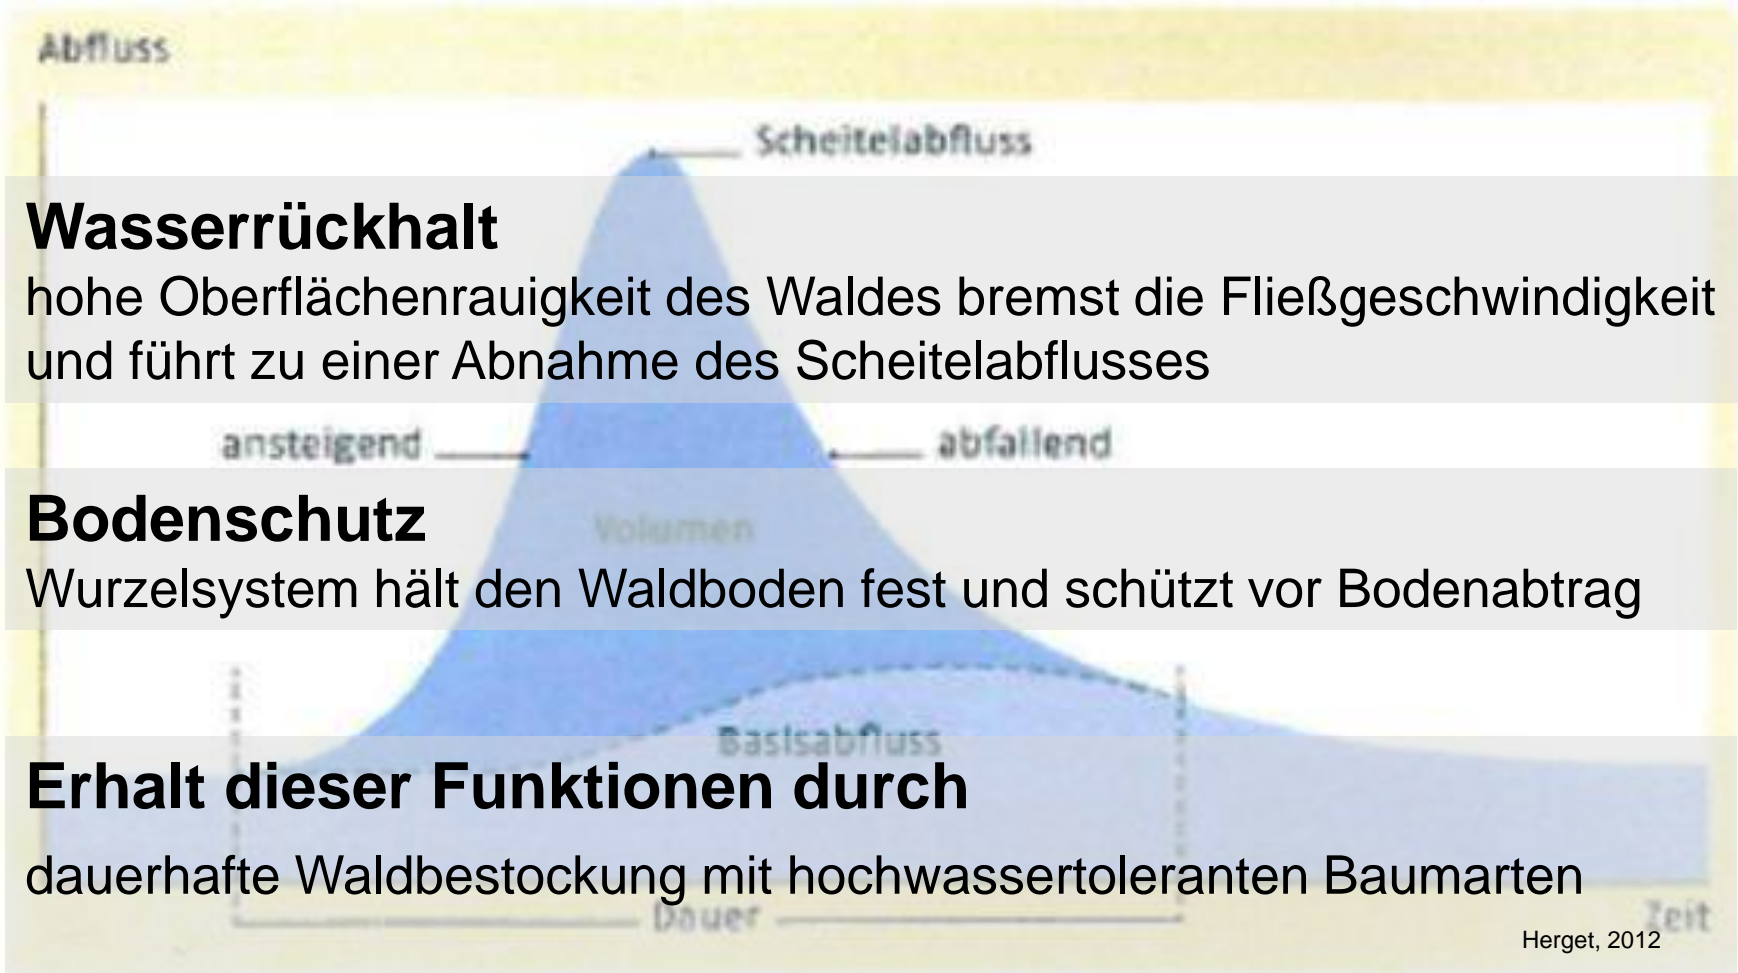 Abfluss
Scheitelabfluss
Wasserrückhalt
hohe Oberflächenrauigkeit des Waldes bremst die Fließgeschwindigkeit
und führt zu einer Abnahme des Scheitelabflusses
ansteigend
abfallend
Bodenschutz
Volumen
Wurzelsystem hält den Waldboden fest und schützt vor Bodenabtrag
Basisabfluss
Erhalt dieser Funktionen durch
dauerhafte Waldbestockung mit hochwassertoleranten Baumarten
Dauer
Zeit
Herget, 2012